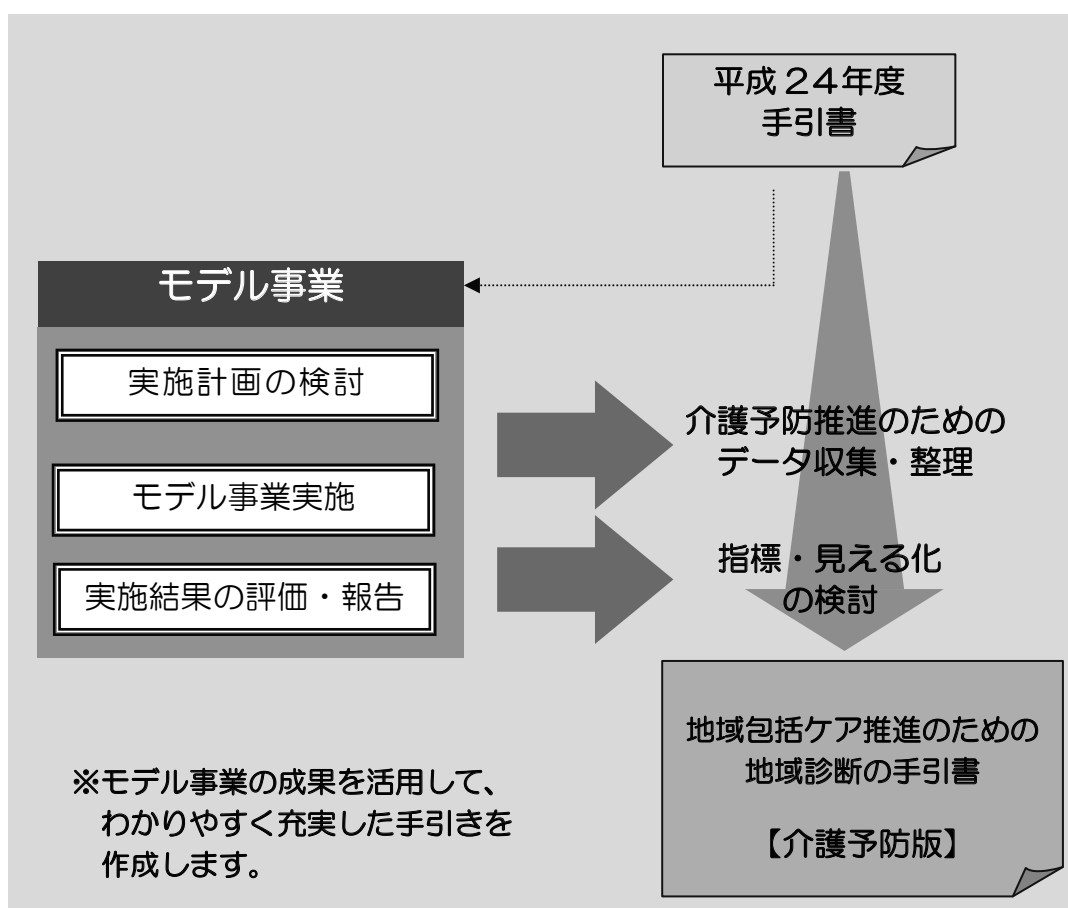 平成２４年度
手引書
モデル事業
実施計画の検討
モデル事業実施
実施結果の評価・報告
介護予防推進のための
データ収集・整理
指標・見える化
の検討
地域包括ケア推進のための
地域診断の手引書
【介護予防版】
※モデル事業の成果を活用して、
わかりやすく充実した手引きを
作成します。